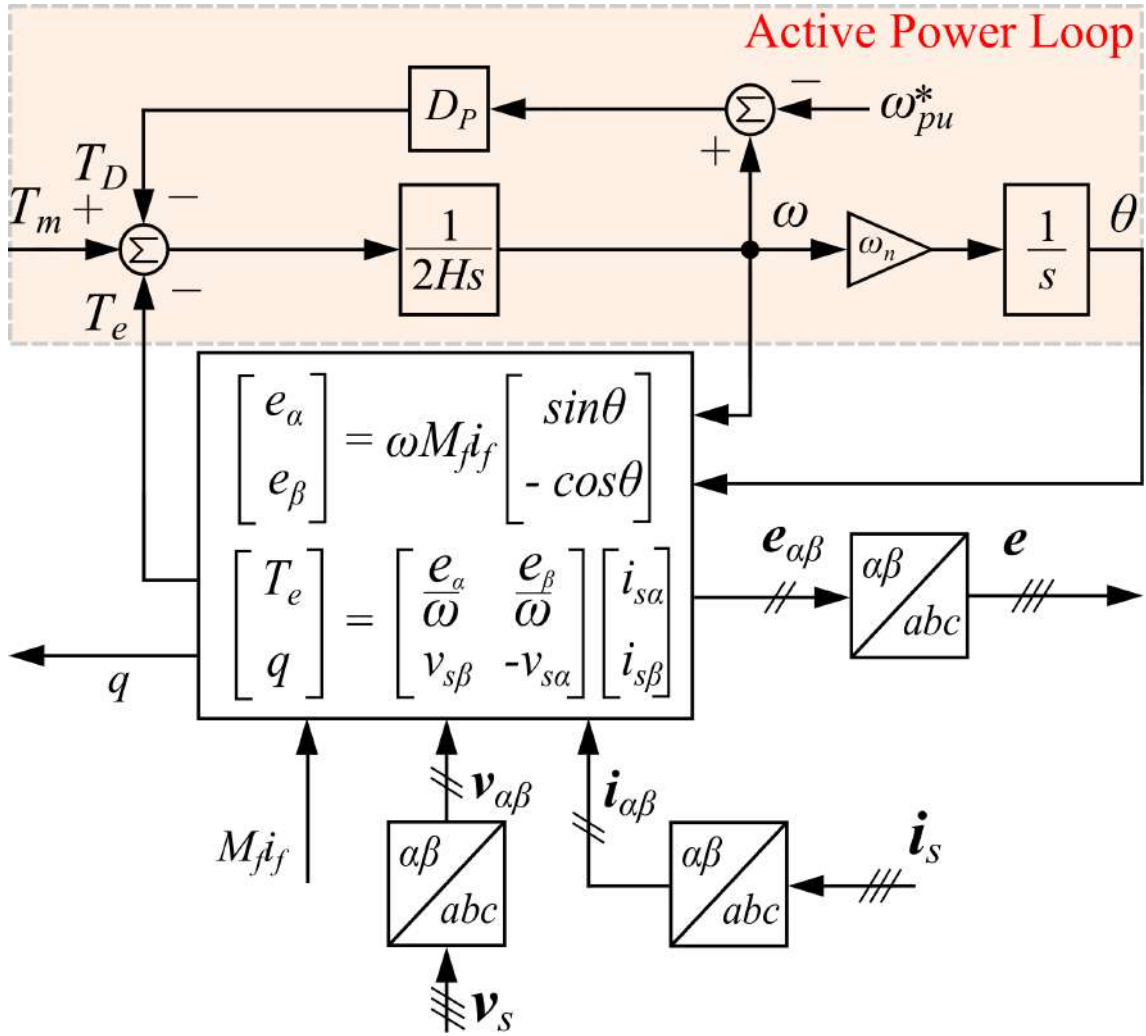 Active Power Loop
D_P
Σ
−
ω*_pu
+
T_D
−
T_m
+
Σ
1
2Hs
ω
ω_n
1
s
θ
−
T_e
[e_α] = ωM_f i_f [sinθ]
[e_β] [- cosθ]
[T_e] = [e_α/ω e_β/ω] [i_sα]
[q] [v_sβ -v_sα] [i_sβ]
e_αβ
αβ
abc
e
q
M_f i_f
v_αβ
αβ
abc
v_s
i_αβ
αβ
abc
i_s